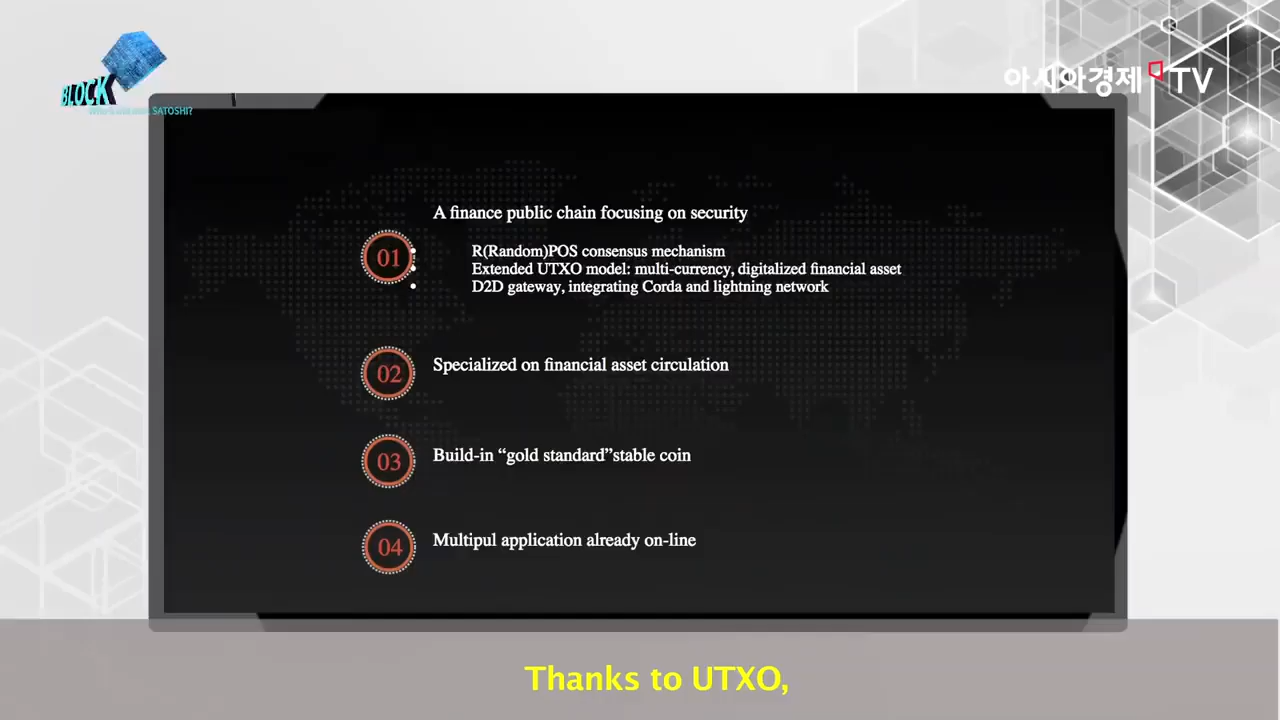 BLOCK
SATOSHI?
아시아경제 TV
A finance public chain focusing on security
01
R(Random)POS consensus mechanism
Extended UTXO model: multi-currency, digitalized financial asset
D2D gateway, integrating Corda and lightning network
02
Specialized on financial asset circulation
03
Build-in “gold standard”stable coin
04
Multipul application already on-line
Thanks to UTXO,